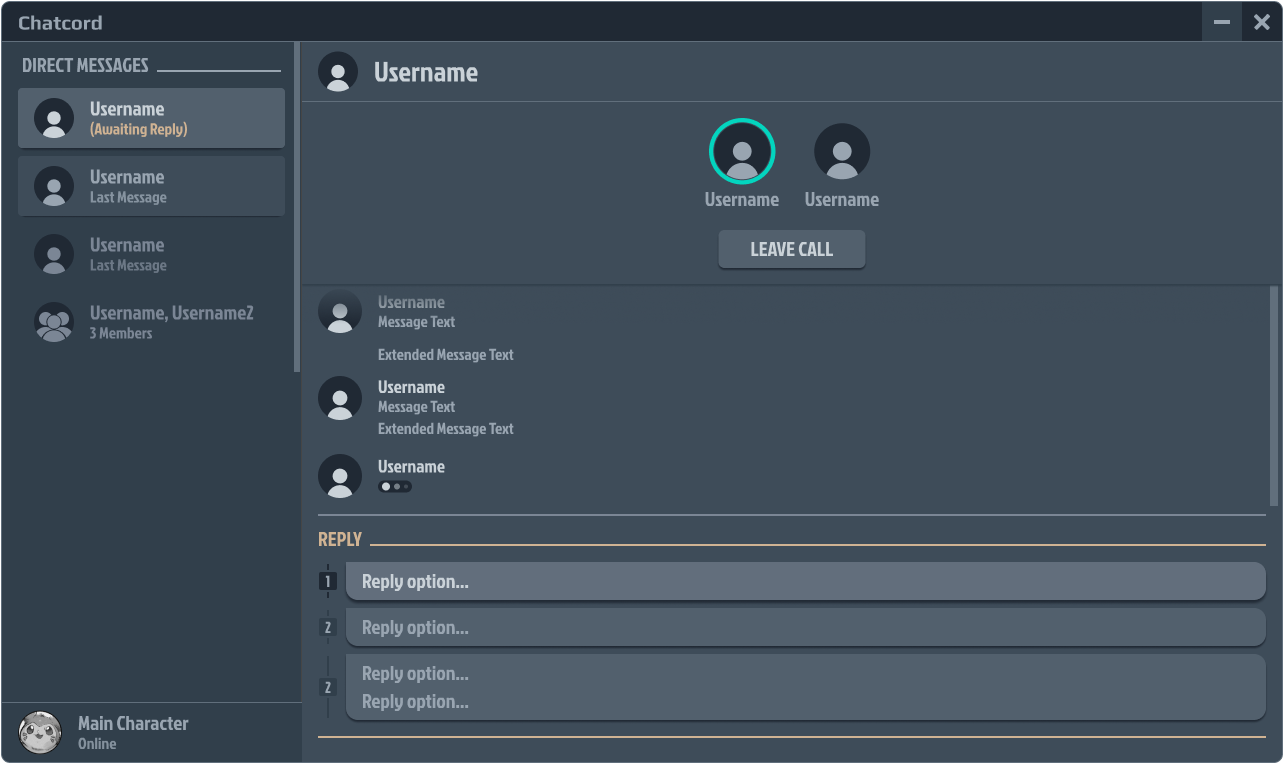 Chatcord
DIRECT MESSAGES
Username
(Awaiting Reply)
Username
Last Message
Username
Last Message
Username, Username2
3 Members
Main Character
Online
Username
Username
Username
LEAVE CALL
Username
Message Text
Extended Message Text
Username
Message Text
Extended Message Text
Username
REPLY
1
Reply option...
2
Reply option...
2
Reply option...
Reply option...